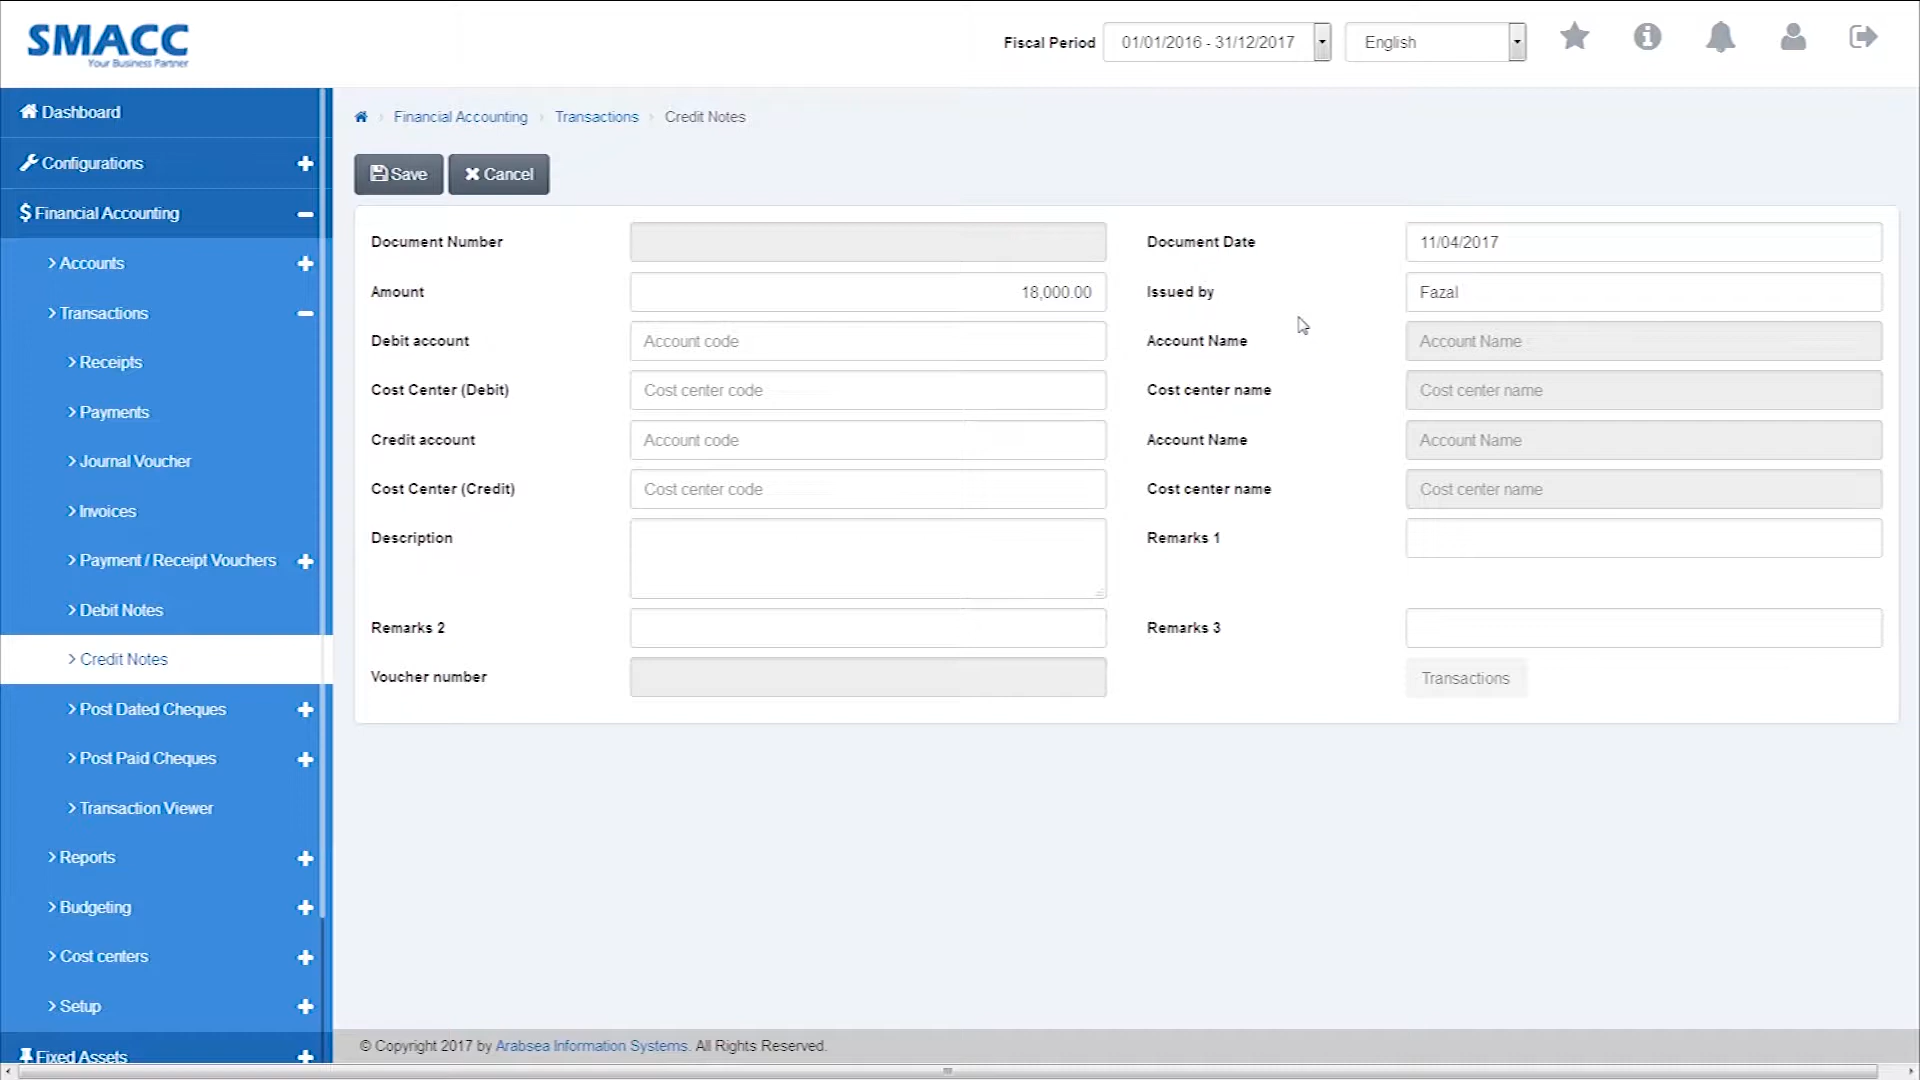 SMACC
Your Business Partner
Fiscal Period 01/01/2016 - 31/12/2017 English
Dashboard
Configurations
Financial Accounting
Accounts
Transactions
Receipts
Payments
Journal Voucher
Invoices
Payment / Receipt Vouchers
Debit Notes
Credit Notes
Post Dated Cheques
Post Paid Cheques
Transaction Viewer
Reports
Budgeting
Cost centers
Setup
Fixed Assets
Financial Accounting Transactions Credit Notes
Save Cancel
Document Number Document Date 11/04/2017
Amount 18,000.00 Issued by Fazal
Debit account Account code Account Name Account Name
Cost Center (Debit) Cost center code Cost center name Cost center name
Credit account Account code Account Name Account Name
Cost Center (Credit) Cost center code Cost center name Cost center name
Description Remarks 1
Remarks 2 Remarks 3
Voucher number Transactions
© Copyright 2017 by Arabsea Information Systems. All Rights Reserved.